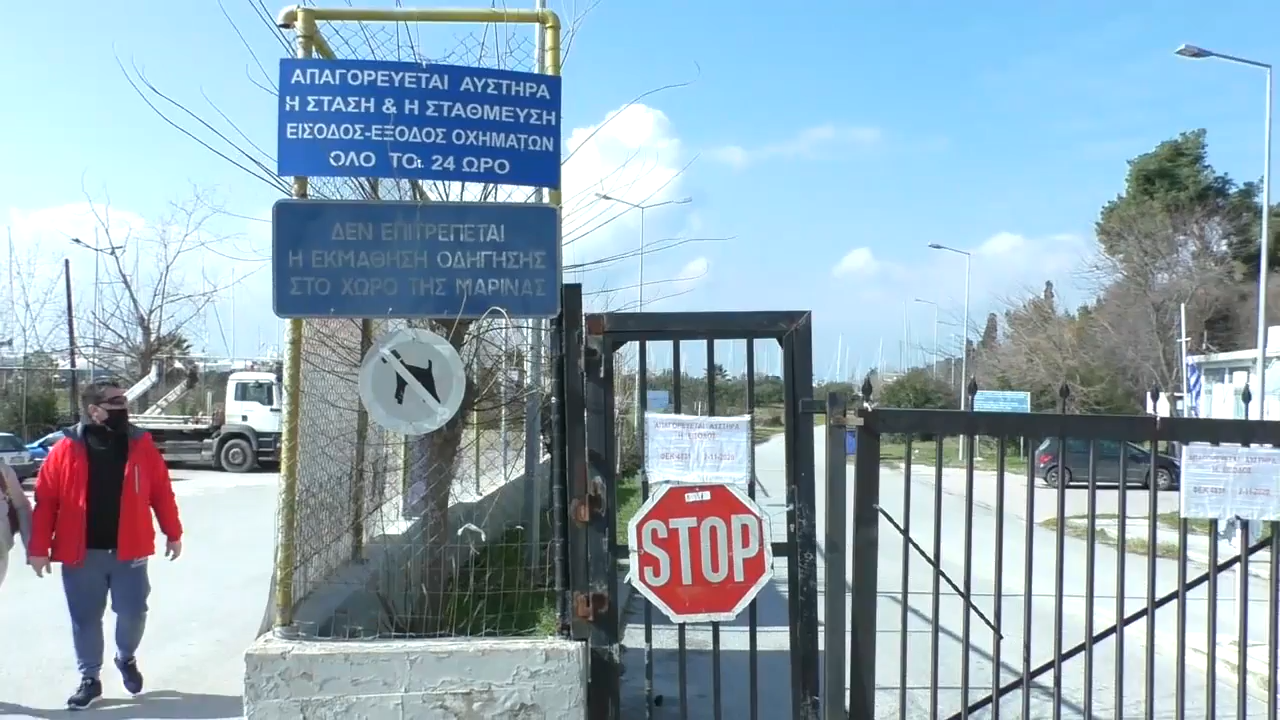 ΑΠΑΓΟΡΕΥΕΤΑΙ ΑΥΣΤΗΡΑ
Η ΣΤΑΣΗ & Η ΣΤΑΘΜΕΥΣΗ
ΕΙΣΟΔΟΣ-ΕΞΟΔΟΣ ΟΧΗΜΑΤΩΝ
ΟΛΟ ΤΟ 24 ΩΡΟ
ΔΕΝ ΕΠΙΤΡΕΠΕΤΑΙ
Η ΕΚΜΑΘΗΣΗ ΟΔΗΓΗΣΗΣ
ΣΤΟ ΧΩΡΟ ΤΗΣ ΜΑΡΙΝΑΣ
ΑΠΑΓΟΡΕΥΕΤΑΙ ΑΥΣΤΗΡΑ
Η ΕΙΣΟΔΟΣ
STOP